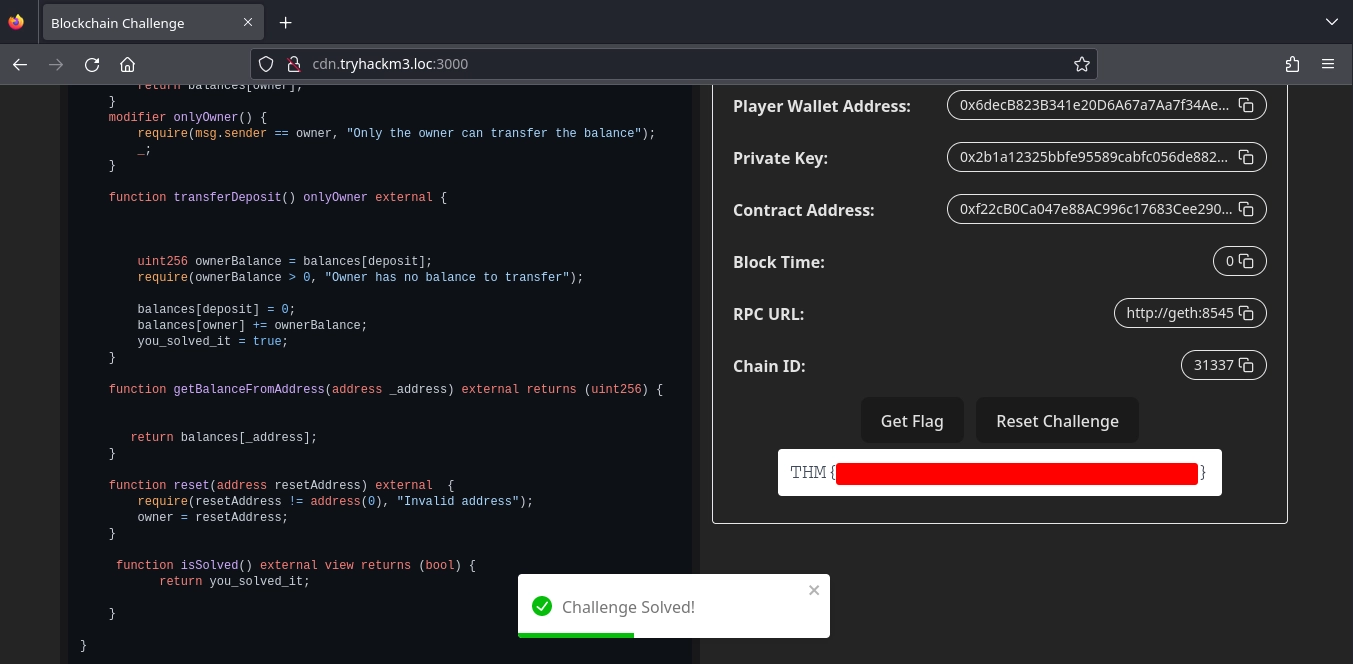 Blockchain Challenge
cdn.tryhackm3.loc:3000
return balances[owner];
}
modifier onlyOwner() {
require(msg.sender == owner, "Only the owner can transfer the balance");
_;
}
function transferDeposit() onlyOwner external {
uint256 ownerBalance = balances[deposit];
require(ownerBalance > 0, "Owner has no balance to transfer");
balances[deposit] = 0;
balances[owner] += ownerBalance;
you_solved_it = true;
}
function getBalanceFromAddress(address _address) external returns (uint256) {
return balances[_address];
}
function reset(address resetAddress) external {
require(resetAddress != address(0), "Invalid address");
owner = resetAddress;
}
function isSolved() external view returns (bool) {
return you_solved_it;
}
}
Player Wallet Address: 0x6decB823B341e20D6A67a7Aa7f34Ae...
Private Key: 0x2b1a12325bbfe95589cabfc056de882...
Contract Address: 0xf22cB0Ca047e88AC996c17683Cee290...
Block Time: 0
RPC URL: http://geth:8545
Chain ID: 31337
Get Flag Reset Challenge
THM{ }
Challenge Solved!